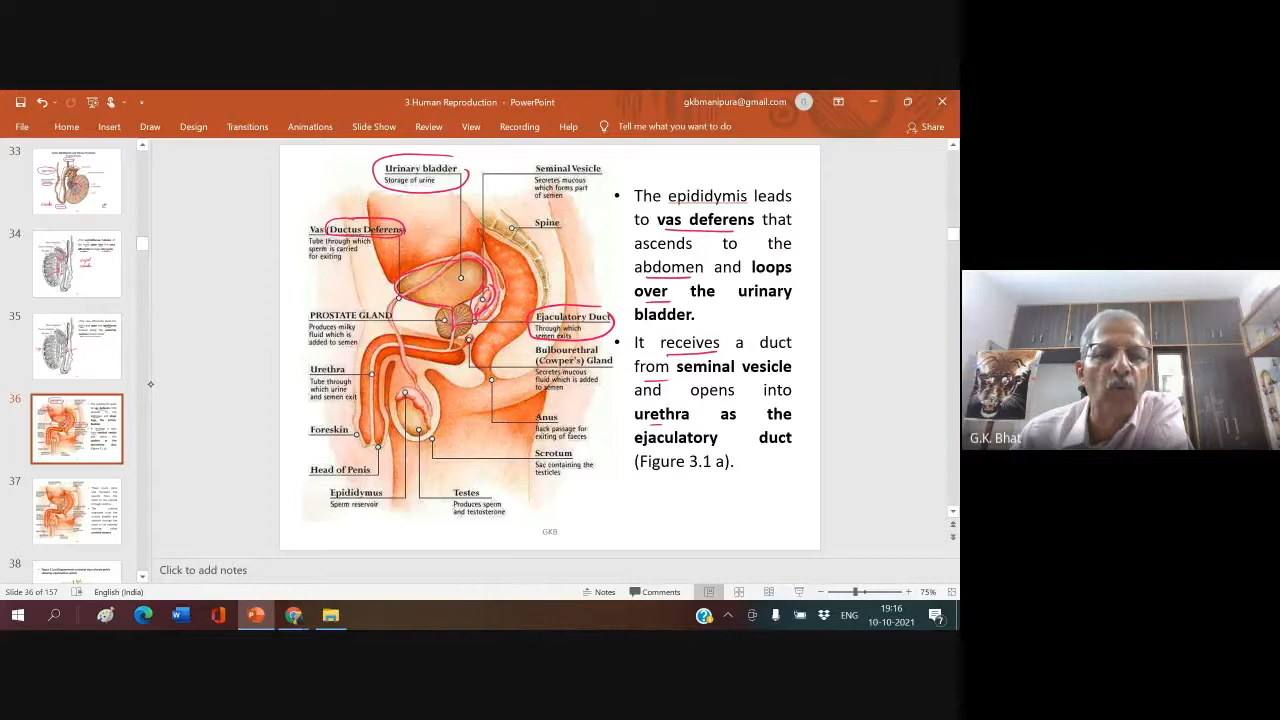 3.Human Reproduction - PowerPoint
gkbmanipura@gmail.com
G
File Home Insert Draw Design Transitions Animations Slide Show Review View Recording Help Tell me what you want to do Share
33
34
35
36
37
38
Urinary bladder
Storage of urine
Seminal Vesicle
Secretes mucous
which forms part
of semen
Spine
Vas (Ductus Deferens)
Tube through which
sperm is carried
for exiting
PROSTATE GLAND
Produces milky
fluid which is
added to semen
Ejaculatory Duct
Through which
semen exits
Bulbourethral
(Cowper's) Gland
Secretes mucous
fluid which is added
to semen
Urethra
Tube through
which urine
and semen exit
Anus
Back passage for
exiting of faeces
Foreskin
Scrotum
Sac containing the
testicles
Head of Penis
Epididymus
Sperm reservoir
Testes
Produces sperm
and testosterone
• The epididymis leads
to vas deferens that
ascends to the
abdomen and loops
over the urinary
bladder.
• It receives a duct
from seminal vesicle
and opens into
urethra as the
ejaculatory duct
(Figure 3.1 a).
GKB
Click to add notes
Slide 36 of 157 English (India) Notes Comments 75%
ENG
19:16
10-10-2021
7
G.K. Bhat